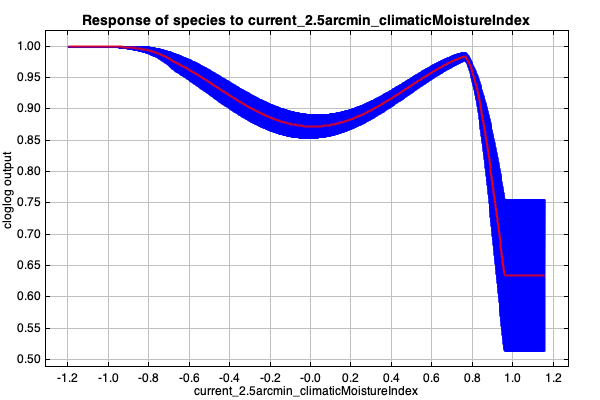 Response of species to current_2.5arcmin_climaticMoistureIndex
1.00
0.95
0.90
0.85
0.80
0.75
0.70
0.65
0.60
0.55
0.50
cloglog output
-1.2 -1.0 -0.8 -0.6 -0.4 -0.2 -0.0 0.2 0.4 0.6 0.8 1.0 1.2
current_2.5arcmin_climaticMoistureIndex